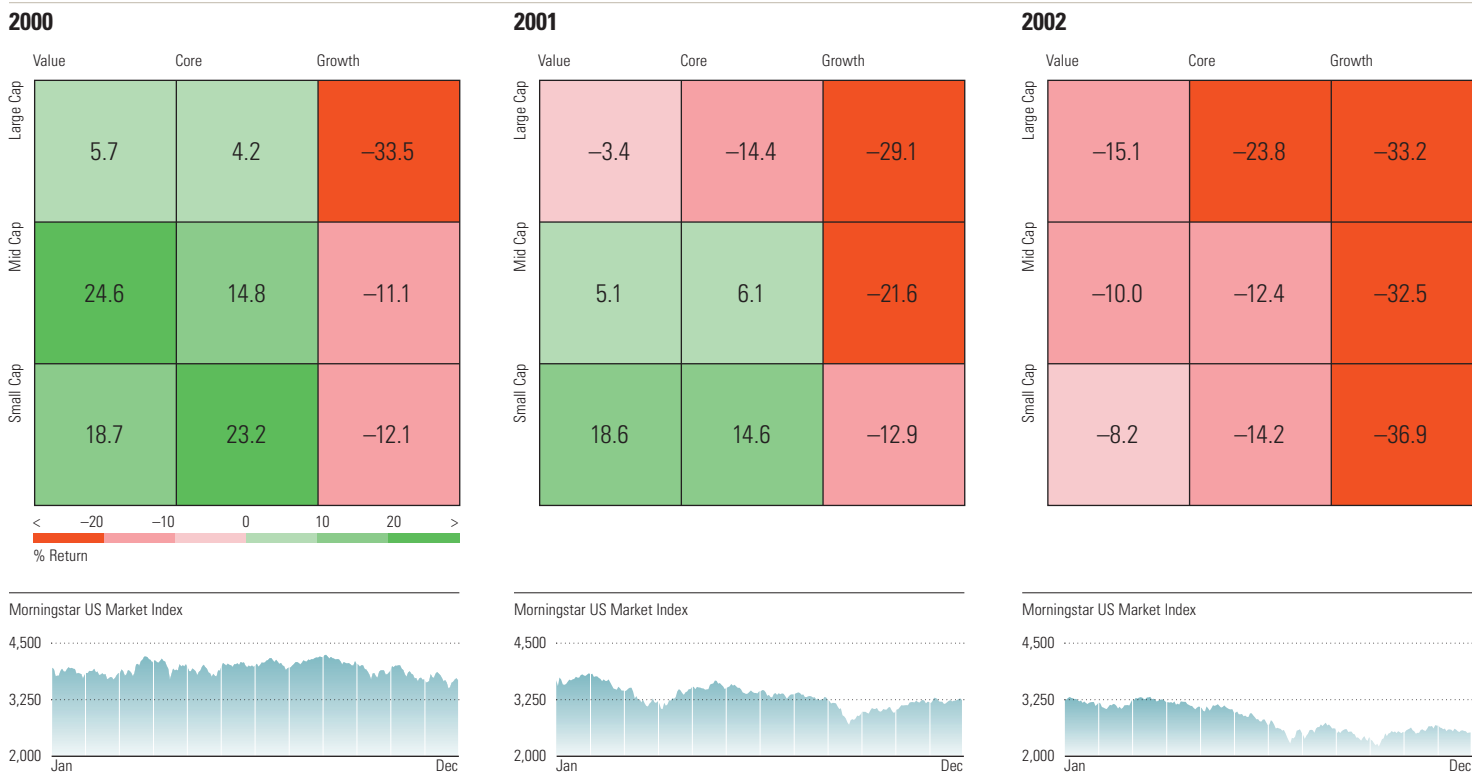 2000
Value Core Growth
Large Cap
5.7 4.2 –33.5
Mid Cap
24.6 14.8 –11.1
Small Cap
18.7 23.2 –12.1
< –20 –10 0 10 20 >
% Return
Morningstar US Market Index
4,500
3,250
2,000
Jan Dec
2001
Value Core Growth
Large Cap
–3.4 –14.4 –29.1
Mid Cap
5.1 6.1 –21.6
Small Cap
18.6 14.6 –12.9
Morningstar US Market Index
4,500
3,250
2,000
Jan Dec
2002
Value Core Growth
Large Cap
–15.1 –23.8 –33.2
Mid Cap
–10.0 –12.4 –32.5
Small Cap
–8.2 –14.2 –36.9
Morningstar US Market Index
4,500
3,250
2,000
Jan Dec